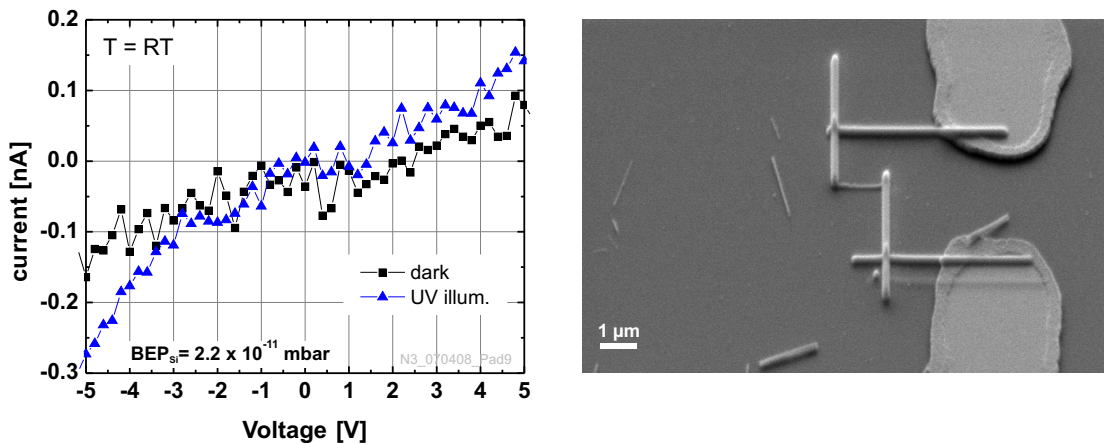 0.2
0.1
0.0
-0.1
-0.2
-0.3
current [nA]
T = RT
dark
UV illum.
BEPSi= 2.2 x 10-11 mbar
N3_070408_Pad9
-5 -4 -3 -2 -1 0 1 2 3 4 5
Voltage [V]
1 µm